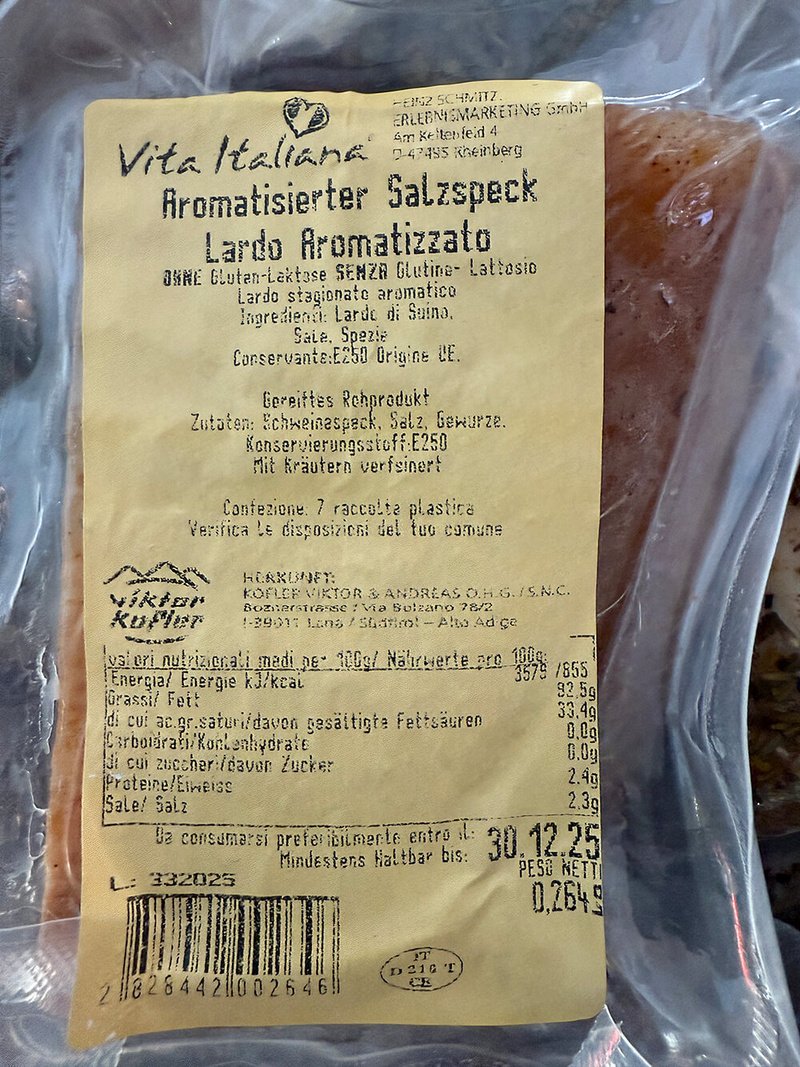 Vita Italiana
HEINZ SCHMITZ
ERLEBNISMARKETING GmbH
Am Keltenfeld 4
D-47495 Rheinberg
Aromatisierter Salzspeck
Lardo Aromatizzato
OHNE Gluten-Laktose SENZA Glutine- Lattosio
Lardo stagionato aromatico
Ingredienti: Lardo di Suino,
Sale, Spezie
Conservante:E250 Origine UE.
Gereiftes Rohprodukt
Zutaten: Schweinespeck, Salz, Gewurze.
Konservierungsstoff:E250
Mit Kräutern verfeinert
Confezione. 7 raccolta plastica
Verifica le disposizioni del tuo comune
viktor
kofler
HERKUNFT:
KOFLER VIKTOR & ANDREAS O.H.G./S.N.C.
Boznerstrasse / Via Bolzano 78/2
I-39011 Lana / Südtirol – Alto Adige
valori nutrizionali medi per 100g/ Nährwerte pro 100g:
Energia/ Energie kJ/kcal 3579 /855
Grassi/ Fett 92,5g
di cui ac.gr.saturi/davon gesättigte Fettsäuren 33,4g
Carboidrati/Kohlenhydrate 0,0g
di cui zuccheri/davon Zucker 0,0g
Proteine/Eiweiss 2,4g
Sale/ Salz 2,3g
Da consumarsi preferibilmente entro il:
Mindestens Haltbar bis: 30.12.25
PESO NETTO
L: 332025
0,264g
2 828442 002646
IT
D 216 T
CE